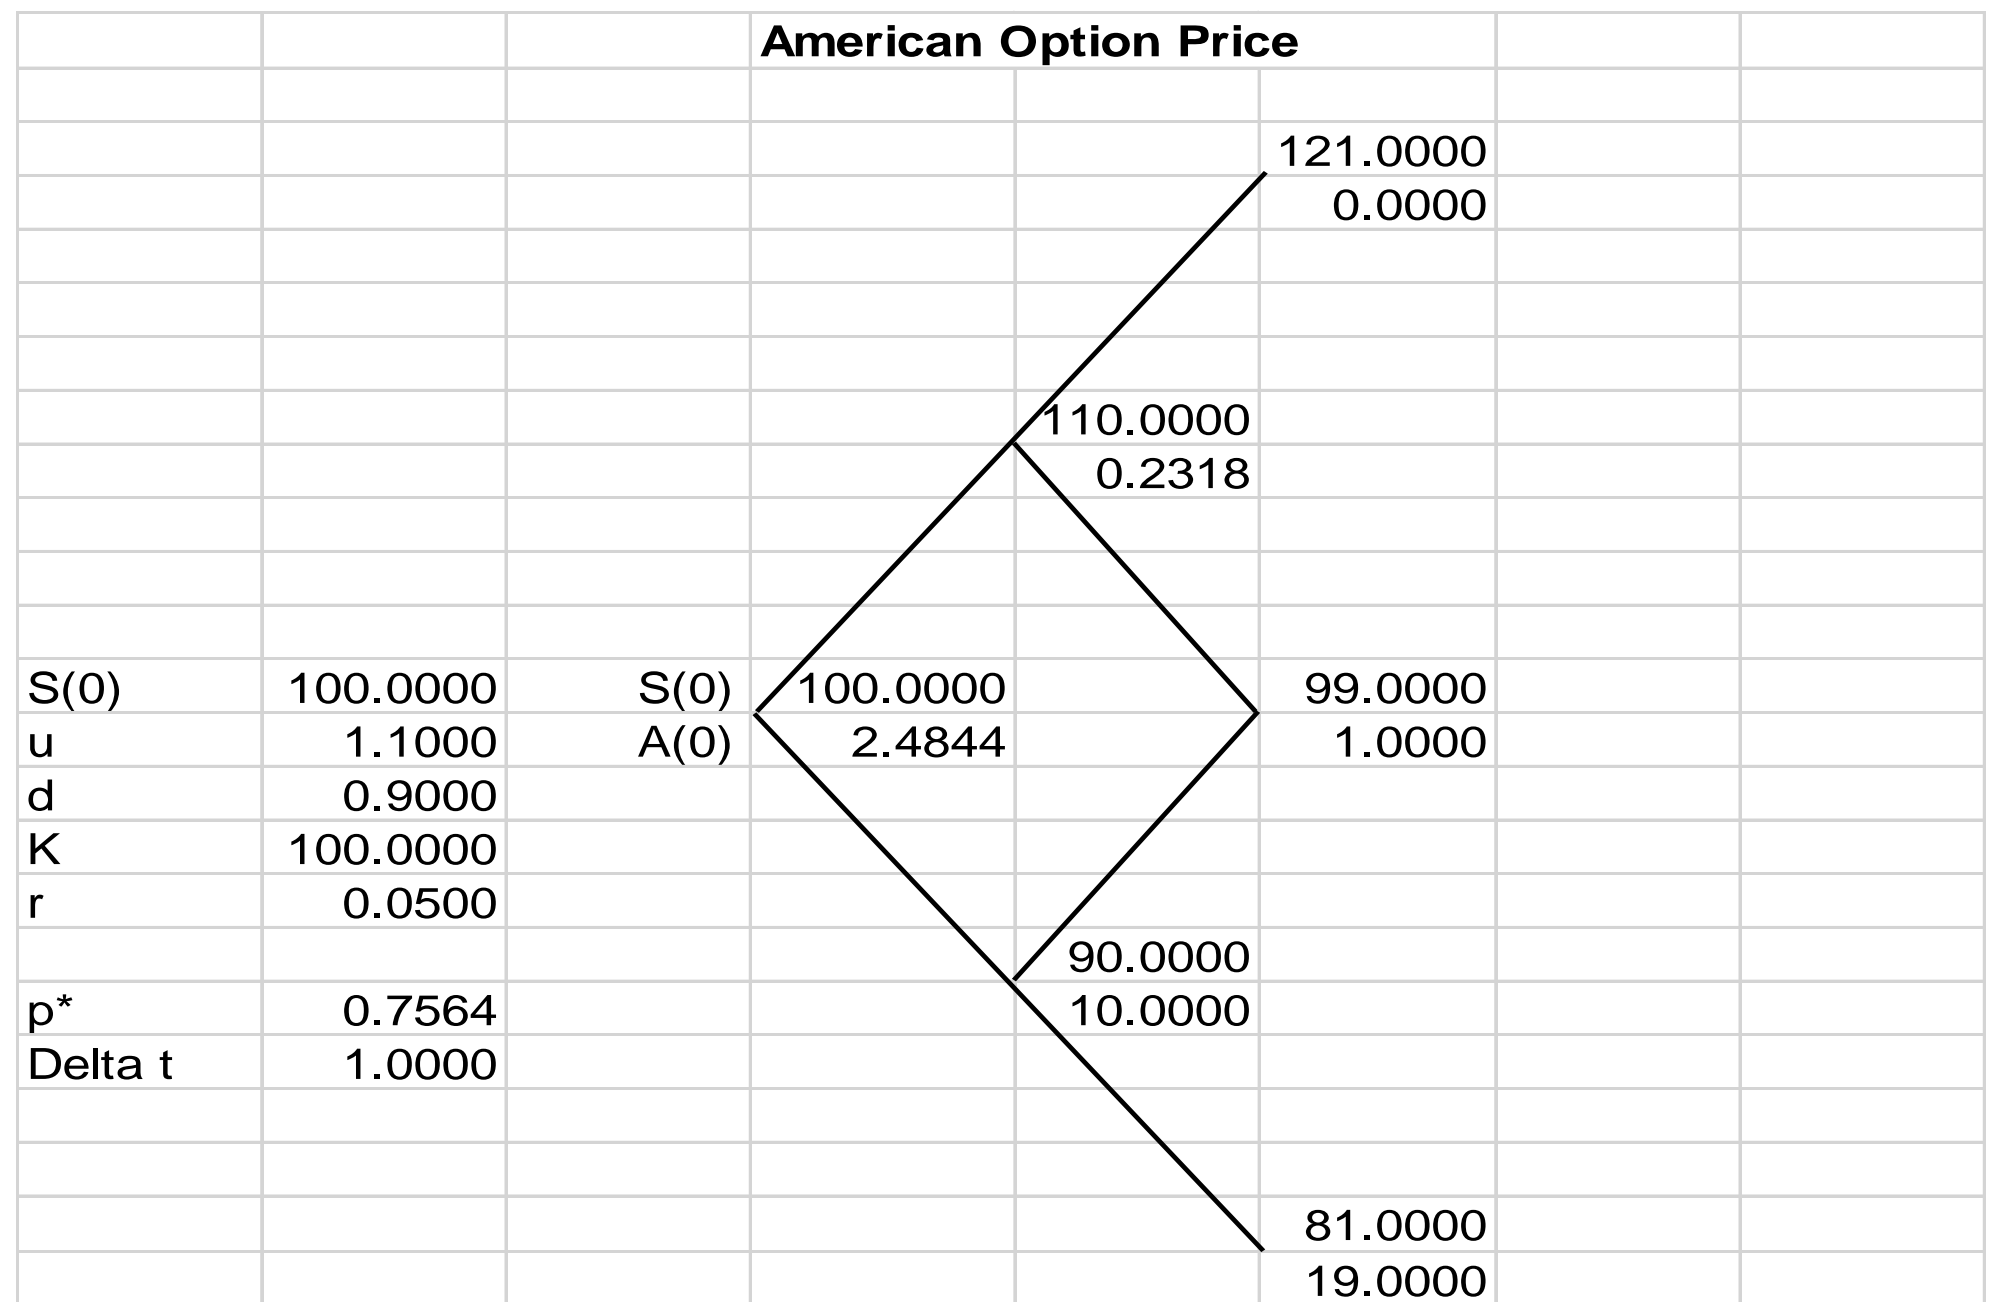 American Option Price
121.0000
0.0000
110.0000
0.2318
S(0) 100.0000 S(0) 100.0000 99.0000
u 1.1000 A(0) 2.4844 1.0000
d 0.9000
K 100.0000
r 0.0500
90.0000
p* 0.7564 10.0000
Delta t 1.0000
81.0000
19.0000